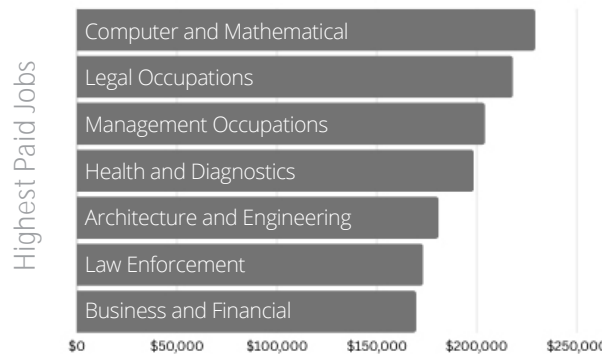 Highest Paid Jobs
Computer and Mathematical
Legal Occupations
Management Occupations
Health and Diagnostics
Architecture and Engineering
Law Enforcement
Business and Financial
$0 $50,000 $100,000 $150,000 $200,000 $250,000